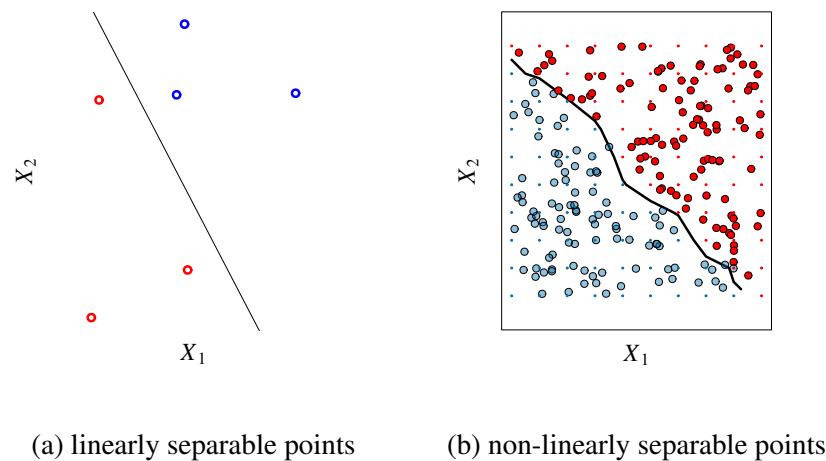 X2
X1
(a) linearly separable points
X2
X1
(b) non-linearly separable points